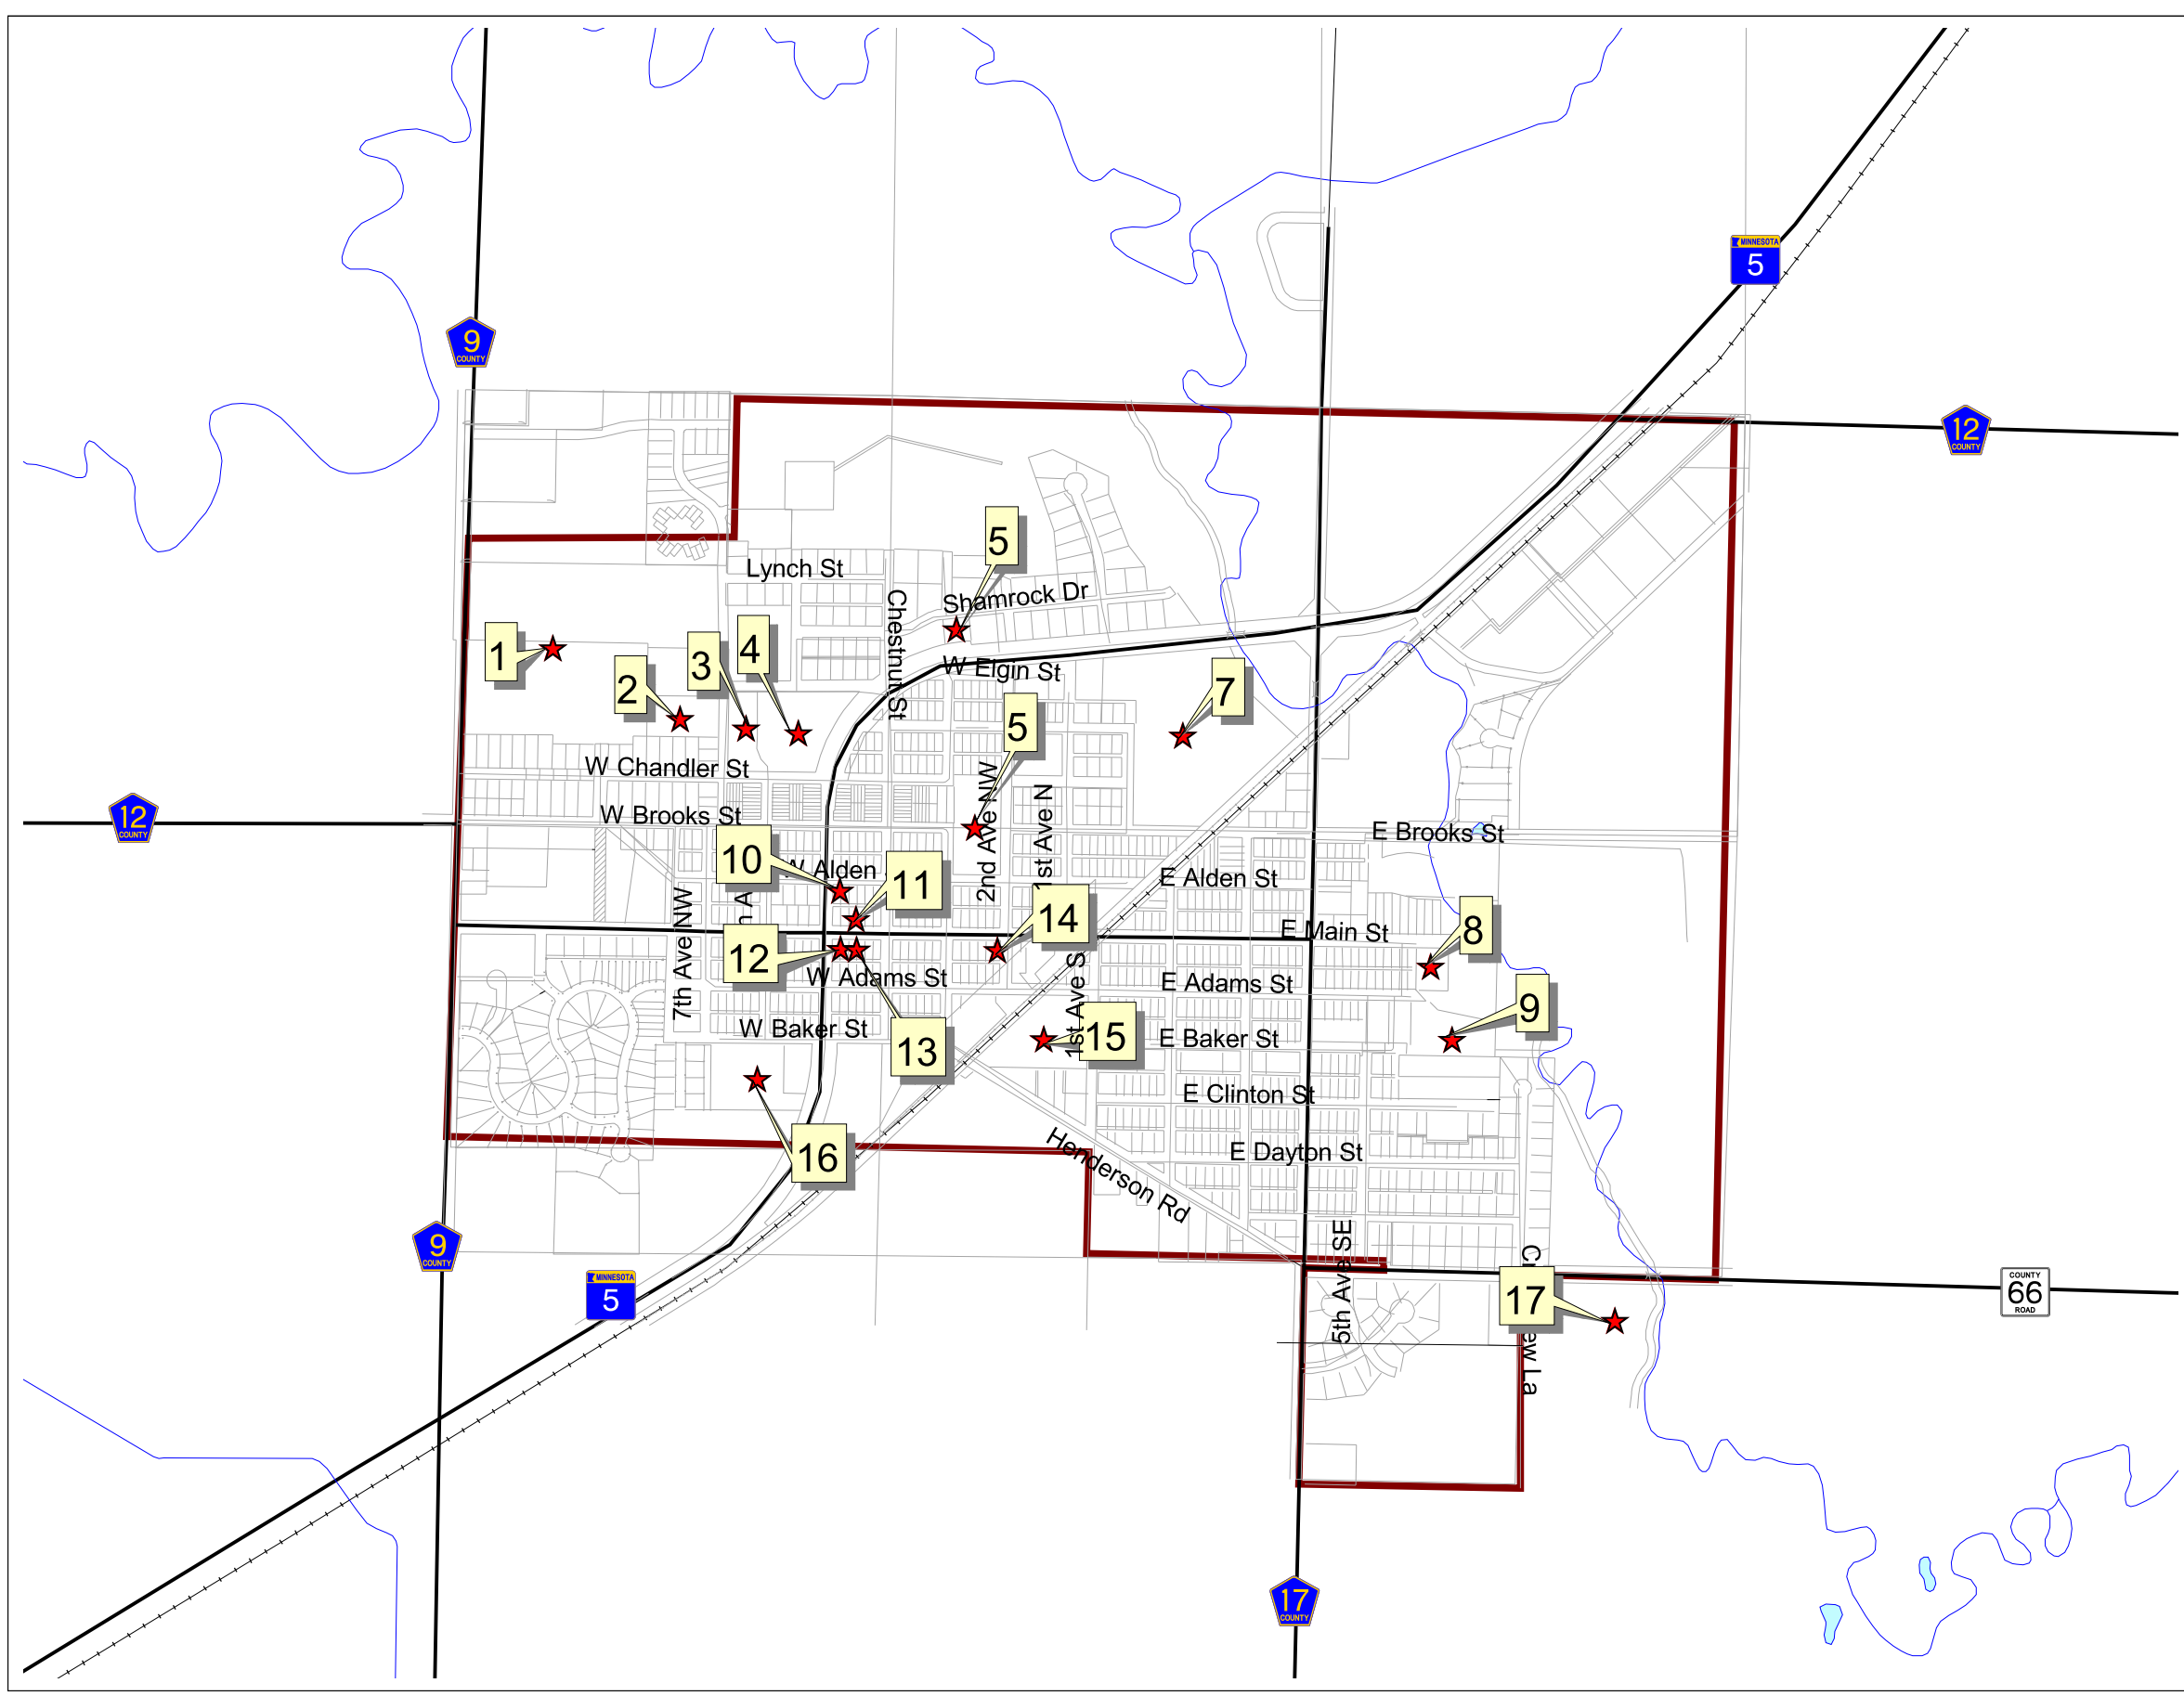 MINNESOTA
5
9
COUNTY
12
COUNTY
5
Lynch St
Shamrock Dr
Chestnut St
1
2
3
4
W Elgin St
7
5
W Chandler St
2nd Ave NW
1st Ave N
12
COUNTY
W Brooks St
E Brooks St
10
W Alden
11
E Alden St
7th Ave NW
14
E Main St
8
12
W Adams St
1st Ave S
E Adams St
9
W Baker St
13
15
E Baker St
E Clinton St
16
Henderson Rd
E Dayton St
9
COUNTY
MINNESOTA
5
5th Ave SE
17
COUNTY
66
ROAD
17
COUNTY